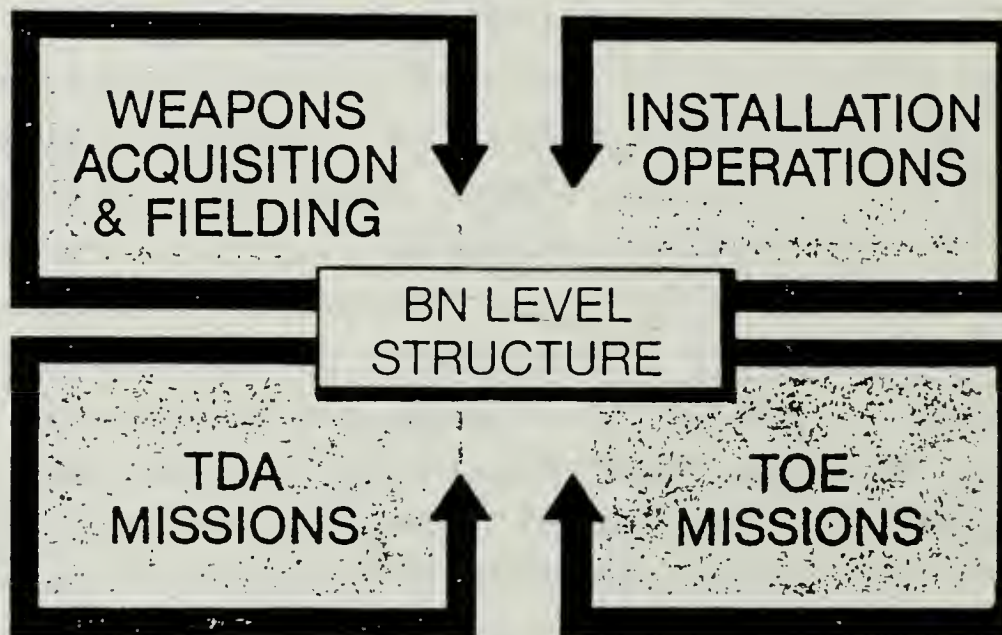 WEAPONS
ACQUISITION
& FIELDING
INSTALLATION
OPERATIONS
BN LEVEL
STRUCTURE
TDA
MISSIONS
TOE
MISSIONS